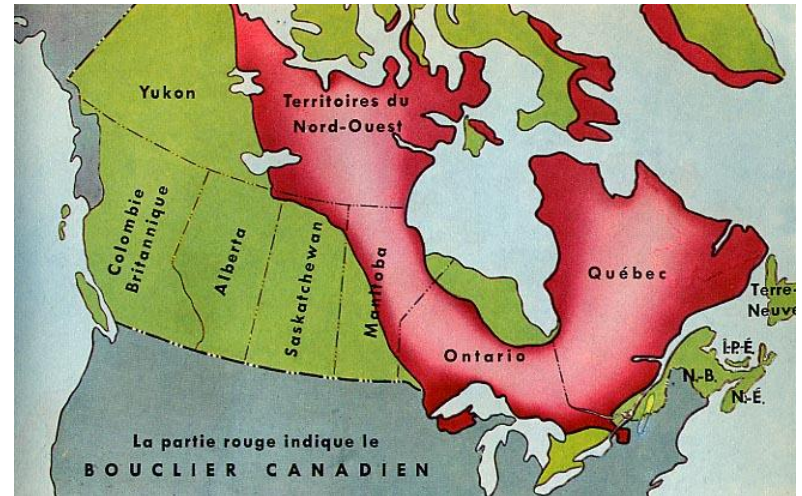 Yukon
Territoires du
Nord-Ouest
Colombie
Britannique
Alberta
Saskatchewan
Manitoba
Ontario
Québec
Terre-
Neuve
Î.-P.-É.
N.-B.
N.-É.
La partie rouge indique le
BOUCLIER CANADIEN